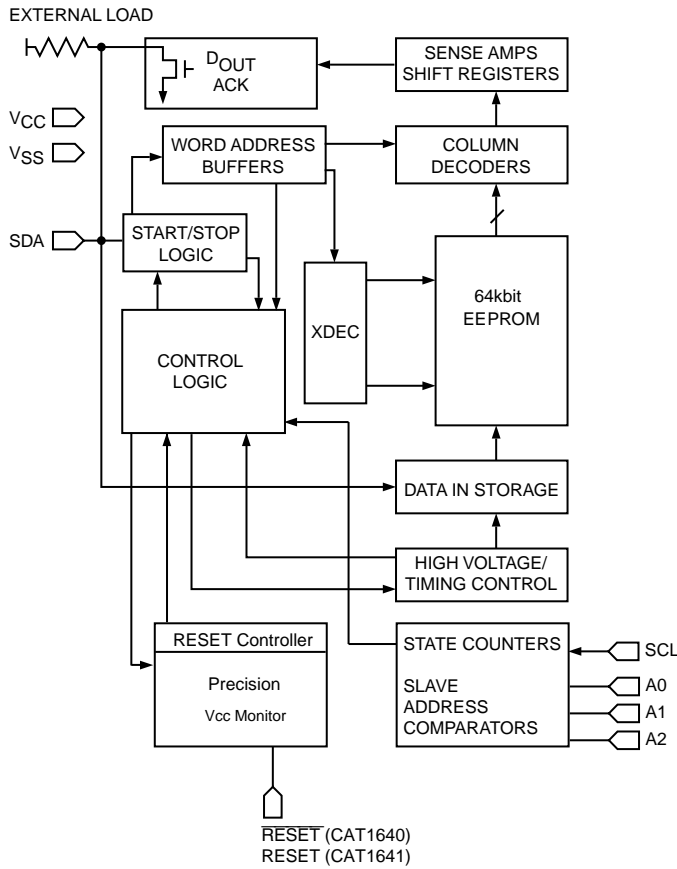 EXTERNAL LOAD
DOUT
ACK
SENSE AMPS
SHIFT REGISTERS
VCC
VSS
WORD ADDRESS
BUFFERS
COLUMN
DECODERS
SDA
START/STOP
LOGIC
XDEC
64kbit
EEPROM
CONTROL
LOGIC
DATA IN STORAGE
HIGH VOLTAGE/
TIMING CONTROL
RESET Controller
Precision
Vcc Monitor
STATE COUNTERS
SLAVE
ADDRESS
COMPARATORS
SCL
A0
A1
A2
RESET (CAT1640)
RESET (CAT1641)